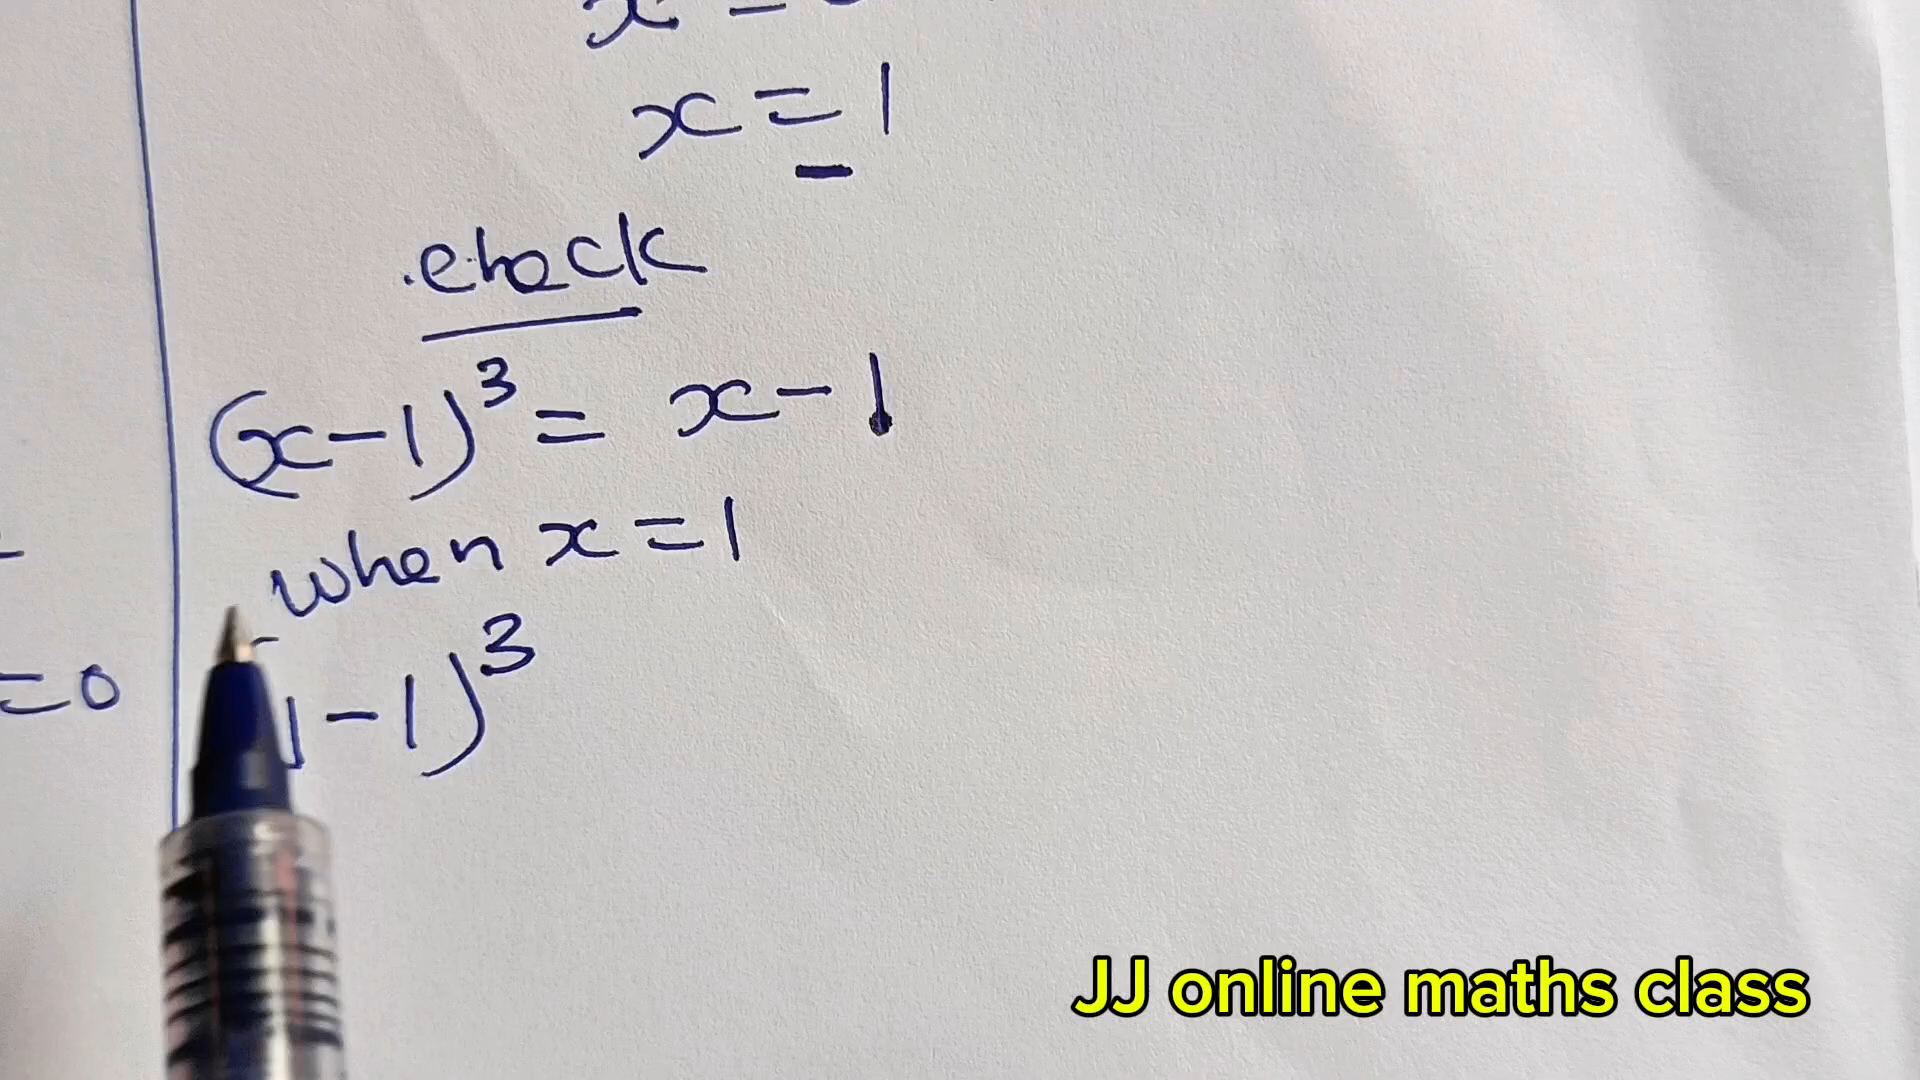 x =
x = 1
check
(x-1)³ = x-1
when x = 1
=0
1-1)³
JJ online maths class